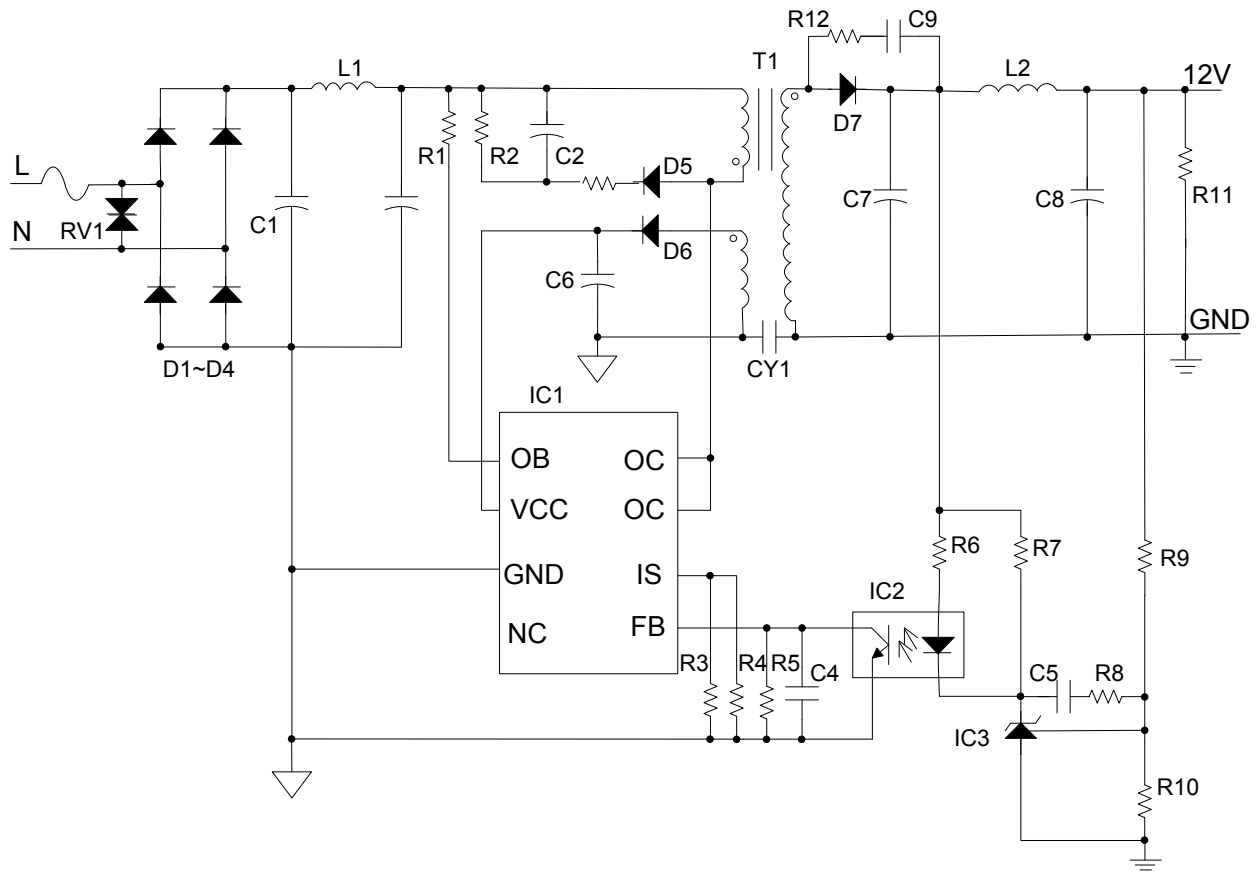 R12
C9
L1
T1
L2
12V
R1
R2
C2
D7
L
D5
RV1
C1
C7
C8
R11
N
D6
C6
GND
D1~D4
CY1
IC1
OB
OC
VCC
OC
R6
R7
R9
GND
IS
IC2
NC
FB
R3
R4
R5
C4
C5
R8
IC3
R10